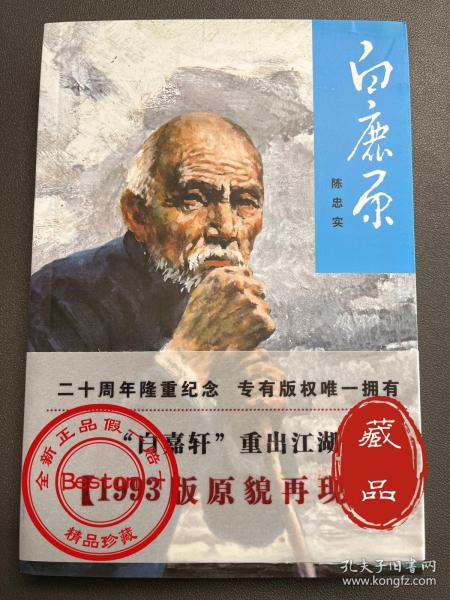 白鹿原
陈忠实
二十周年隆重纪念 专有版权唯一拥有
“白嘉轩”重出江湖
【1993版原貌再现
全新正品假一赔十
Bestopn
精品珍藏
藏品
孔夫子旧书网
www.kongfz.com